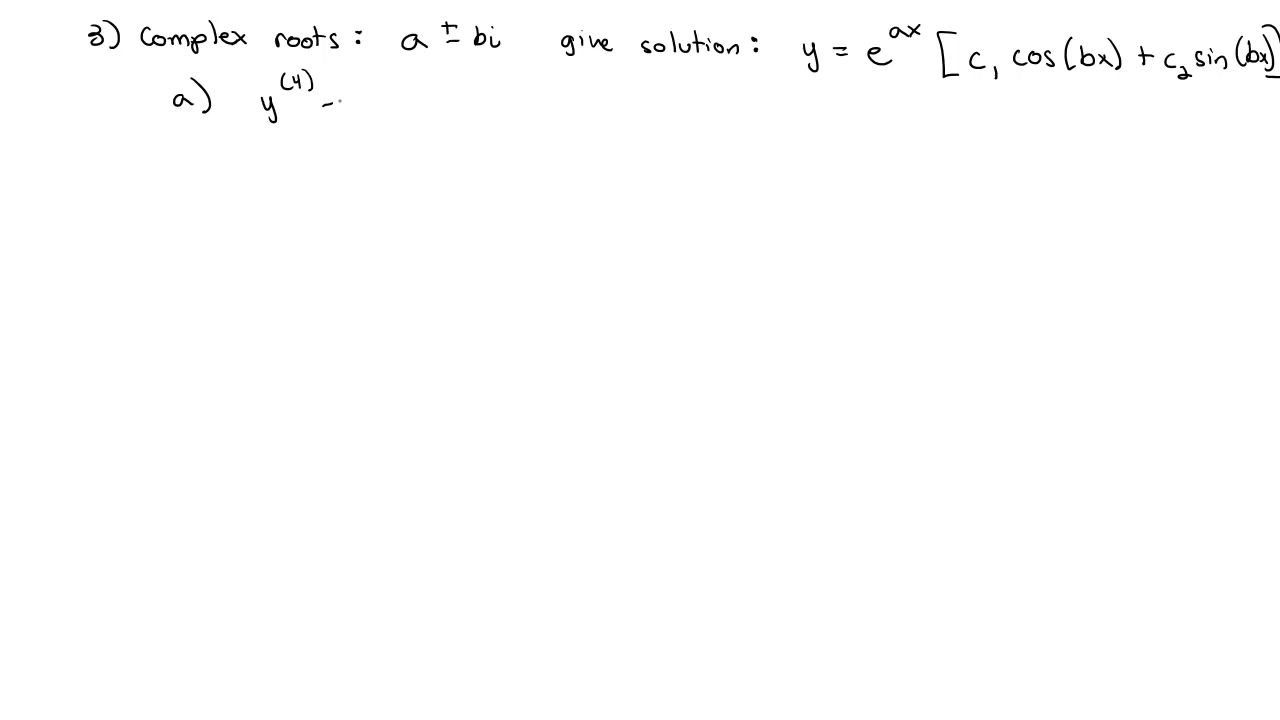 3) Complex roots: a ± bi give solution: y = e^{ax} [c₁ cos(bx) + c₂ sin(bx)]
a) y^{(4)} -